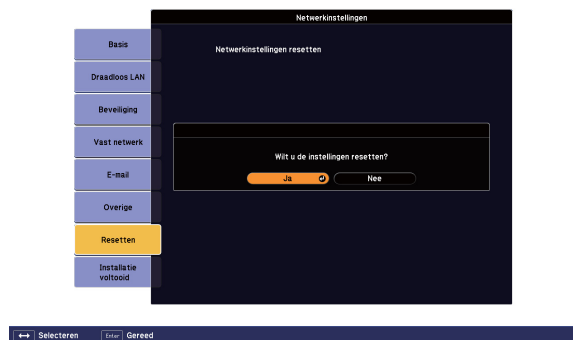 Netwerkinstellingen
Basis
Draadloos LAN
Beveiliging
Vast netwerk
E-mail
Overige
Resetten
Installatie
voltooid
Netwerkinstellingen resetten
Wilt u de instellingen resetten?
Ja
Nee
Selecteren
Enter Gereed